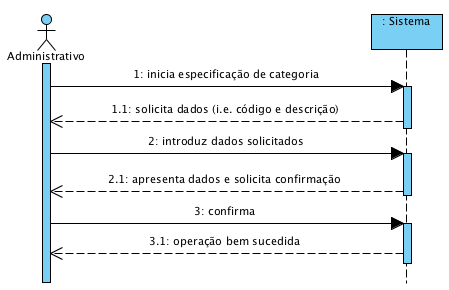 : Sistema
Administrativo
1: inicia especificação de categoria
1.1: solicita dados (i.e. código e descrição)
2: introduz dados solicitados
2.1: apresenta dados e solicita confirmação
3: confirma
3.1: operação bem sucedida